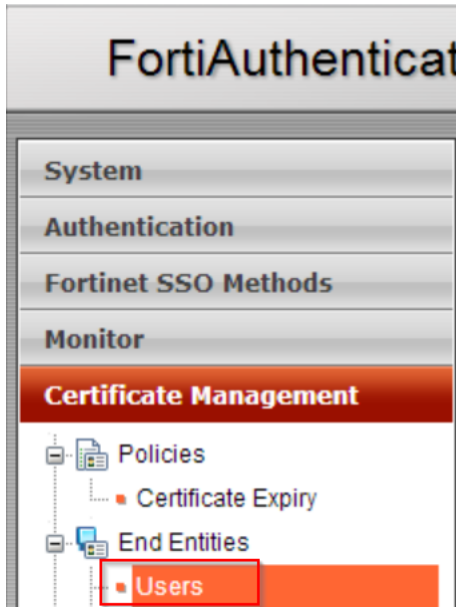 FortiAuthenticat
System
Authentication
Fortinet SSO Methods
Monitor
Certificate Management
Policies
Certificate Expiry
End Entities
Users